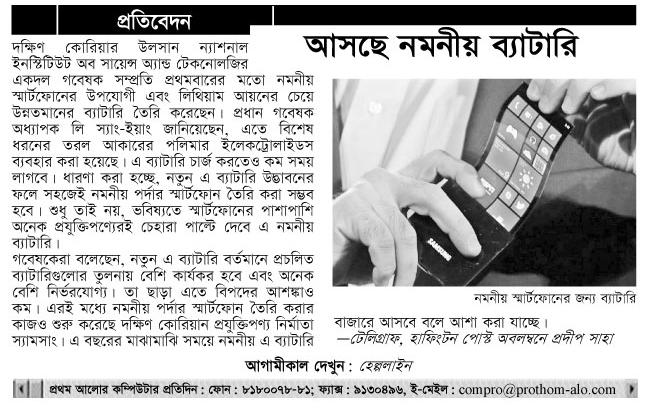 প্রতিবেদন
আসছে নমনীয় ব্যাটারি
দক্ষিণ কোরিয়ার উলসান ন্যাশনাল
ইনস্টিটিউট অব সায়েন্স অ্যান্ড টেকনোলজির
একদল গবেষক সম্প্রতি প্রথমবারের মতো নমনীয়
স্মার্টফোনের উপযোগী এবং লিথিয়াম আয়নের চেয়ে
উন্নতমানের ব্যাটারি তৈরি করেছেন। প্রধান গবেষক
অধ্যাপক লি স্যাং-ইয়াং জানিয়েছেন, এতে বিশেষ
ধরনের তরল আকারের পলিমার ইলেকট্রোলাইডস
ব্যবহার করা হয়েছে। এ ব্যাটারি চার্জ করতেও কম সময়
লাগবে। ধারণা করা হচ্ছে, নতুন এ ব্যাটারি উদ্ভাবনের
ফলে সহজেই নমনীয় পর্দার স্মার্টফোন তৈরি করা সম্ভব
হবে। শুধু তাই নয়, ভবিষ্যতে স্মার্টফোনের পাশাপাশি
অনেক প্রযুক্তিপণ্যেরই চেহারা পাল্টে দেবে এ নমনীয়
ব্যাটারি।
গবেষকেরা বলেছেন, নতুন এ ব্যাটারি বর্তমানে প্রচলিত
ব্যাটারিগুলোর তুলনায় বেশি কার্যকর হবে এবং অনেক
বেশি নির্ভরযোগ্য। তা ছাড়া এতে বিপদের আশঙ্কাও
কম। এরই মধ্যে নমনীয় পর্দার স্মার্টফোন তৈরি করার
কাজও শুরু করেছে দক্ষিণ কোরিয়ান প্রযুক্তিপণ্য নির্মাতা
স্যামসাং। এ বছরের মাঝামাঝি সময়ে নমনীয় এ ব্যাটারি
SAMSUNG
নমনীয় স্মার্টফোনের জন্য ব্যাটারি
বাজারে আসবে বলে আশা করা যাচ্ছে।
—টেলিগ্রাফ, হাফিংটন পোস্ট অবলম্বনে প্রদীপ সাহা
আগামীকাল দেখুন : হেল্পলাইন
প্রথম আলোর কম্পিউটার প্রতিদিন : ফোন : ৮১৮০০৭৮-৮১; ফ্যাক্স : ৯১৩০৪৯৬, ই-মেইল : compro@prothom-alo.com